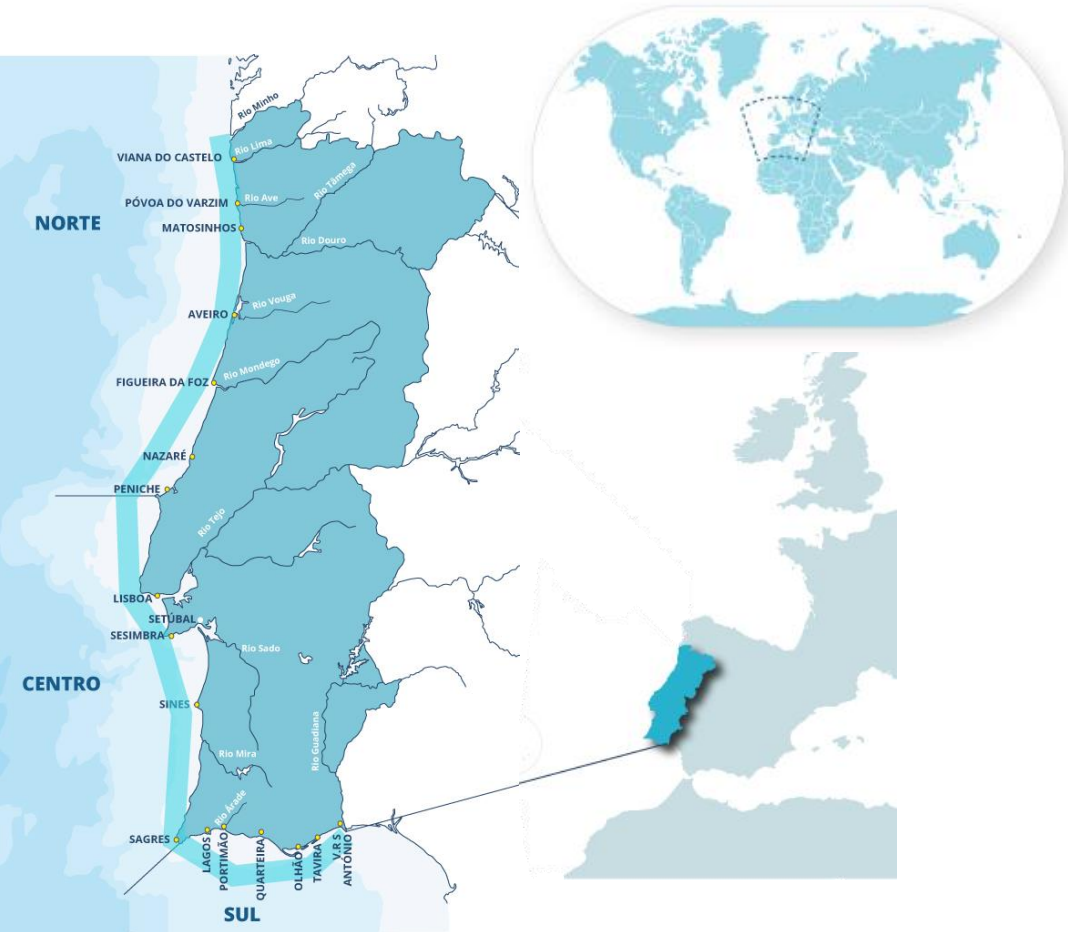 Rio Minho
Rio Lima
VIANA DO CASTELO
Rio Tâmega
PÓVOA DO VARZIM
Rio Ave
NORTE
MATOSINHOS
Rio Douro
Rio Vouga
AVEIRO
Rio Mondego
FIGUEIRA DA FOZ
NAZARÉ
PENICHE
Rio Tejo
LISBOA
SETÚBAL
SESIMBRA
Rio Sado
CENTRO
SINES
Rio Guadiana
Rio Mira
Rio Árade
SAGRES
LAGOS
PORTIMÃO
QUARTEIRA
OLHÃO
TAVIRA
V.R.S.
ANTÓNIO
SUL